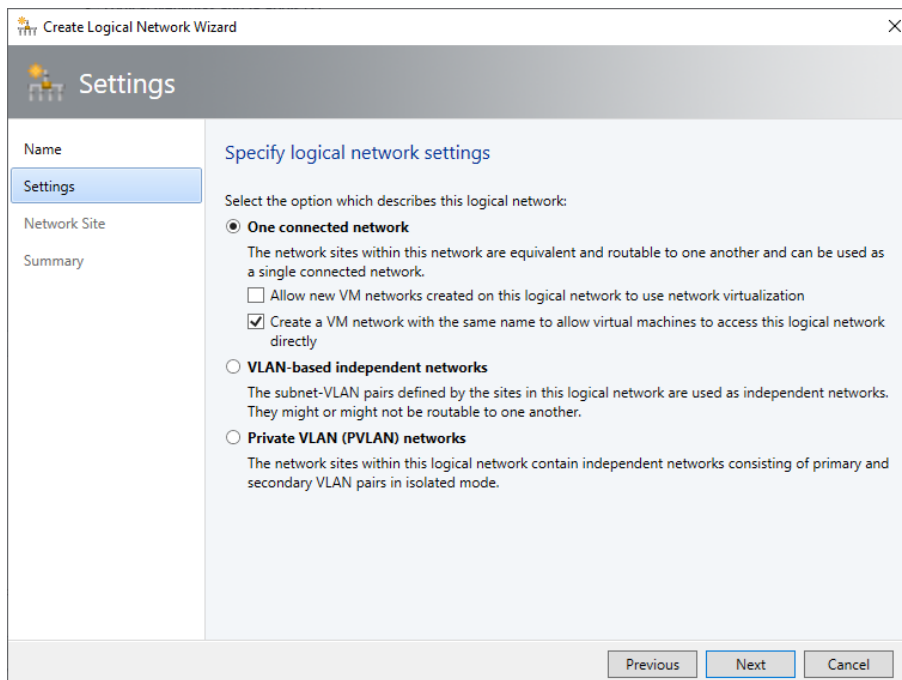 Create Logical Network Wizard
Settings
Name
Settings
Network Site
Summary
Specify logical network settings
Select the option which describes this logical network:
One connected network
The network sites within this network are equivalent and routable to one another and can be used as
a single connected network.
Allow new VM networks created on this logical network to use network virtualization
Create a VM network with the same name to allow virtual machines to access this logical network
directly
VLAN-based independent networks
The subnet-VLAN pairs defined by the sites in this logical network are used as independent networks.
They might or might not be routable to one another.
Private VLAN (PVLAN) networks
The network sites within this logical network contain independent networks consisting of primary and
secondary VLAN pairs in isolated mode.
Previous
Next
Cancel